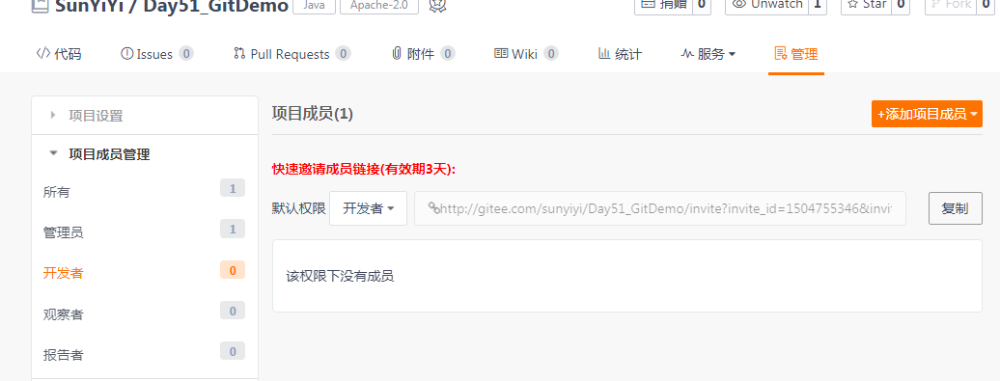 SunYiYi / Day51_GitDemo Java Apache-2.0 捐赠 0 Unwatch 1 Star 0 Fork 0
代码 Issues 0 Pull Requests 0 附件 0 Wiki 0 统计 服务 管理
项目设置
项目成员管理
所有 1
管理员 1
开发者 0
观察者 0
报告者 0
项目成员(1) +添加项目成员
快速邀请成员链接(有效期3天):
默认权限 开发者 http://gitee.com/sunyiyi/Day51_GitDemo/invite?invite_id=1504755346&invi 复制
该权限下没有成员